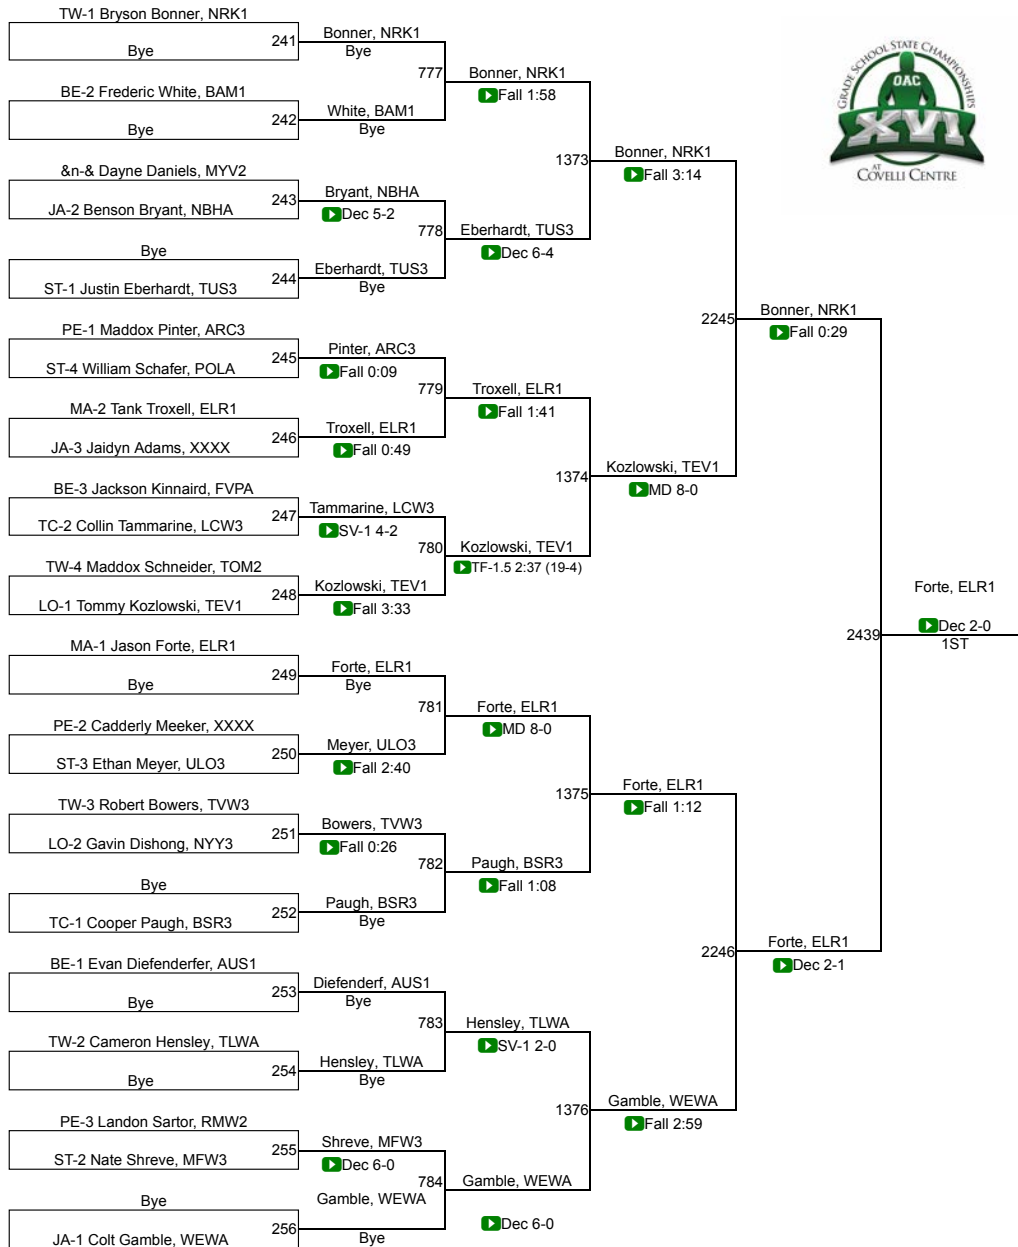 GRADE SCHOOL STATE CHAMPIONSHIPS
OAC
XVI
AT
COVELLI CENTRE
TW-1 Bryson Bonner, NRK1
Bye
241
BE-2 Frederic White, BAM1
Bye
242
&n-& Dayne Daniels, MYV2
JA-2 Benson Bryant, NBHA
243
Bye
ST-1 Justin Eberhardt, TUS3
244
PE-1 Maddox Pinter, ARC3
ST-4 William Schafer, POLA
245
MA-2 Tank Troxell, ELR1
JA-3 Jaidyn Adams, XXXX
246
BE-3 Jackson Kinnaird, FVPA
TC-2 Collin Tammarine, LCW3
247
TW-4 Maddox Schneider, TOM2
LO-1 Tommy Kozlowski, TEV1
248
MA-1 Jason Forte, ELR1
Bye
249
PE-2 Cadderly Meeker, XXXX
ST-3 Ethan Meyer, ULO3
250
TW-3 Robert Bowers, TVW3
LO-2 Gavin Dishong, NYY3
251
Bye
TC-1 Cooper Paugh, BSR3
252
BE-1 Evan Diefenderfer, AUS1
Bye
253
TW-2 Cameron Hensley, TLWA
Bye
254
PE-3 Landon Sartor, RMW2
ST-2 Nate Shreve, MFW3
255
Bye
JA-1 Colt Gamble, WEWA
256
Bonner, NRK1
Bye
777
White, BAM1
Bye
Bryant, NBHA
Dec 5-2
778
Eberhardt, TUS3
Bye
Pinter, ARC3
Fall 0:09
779
Troxell, ELR1
Fall 0:49
Tammarine, LCW3
SV-1 4-2
780
Kozlowski, TEV1
Fall 3:33
Forte, ELR1
Bye
781
Meyer, ULO3
Fall 2:40
Bowers, TVW3
Fall 0:26
782
Paugh, BSR3
Bye
Diefenderf, AUS1
Bye
783
Hensley, TLWA
Bye
Shreve, MFW3
Dec 6-0
784
Gamble, WEWA
Bye
Bonner, NRK1
Fall 1:58
1373
Eberhardt, TUS3
Dec 6-4
Troxell, ELR1
Fall 1:41
1374
Kozlowski, TEV1
TF-1.5 2:37 (19-4)
Forte, ELR1
MD 8-0
1375
Paugh, BSR3
Fall 1:08
Hensley, TLWA
SV-1 2-0
1376
Gamble, WEWA
Dec 6-0
Bonner, NRK1
Fall 3:14
2245
Kozlowski, TEV1
MD 8-0
Forte, ELR1
Fall 1:12
2246
Gamble, WEWA
Fall 2:59
Bonner, NRK1
Fall 0:29
2439
Forte, ELR1
Dec 2-1
Forte, ELR1
Dec 2-0
1ST